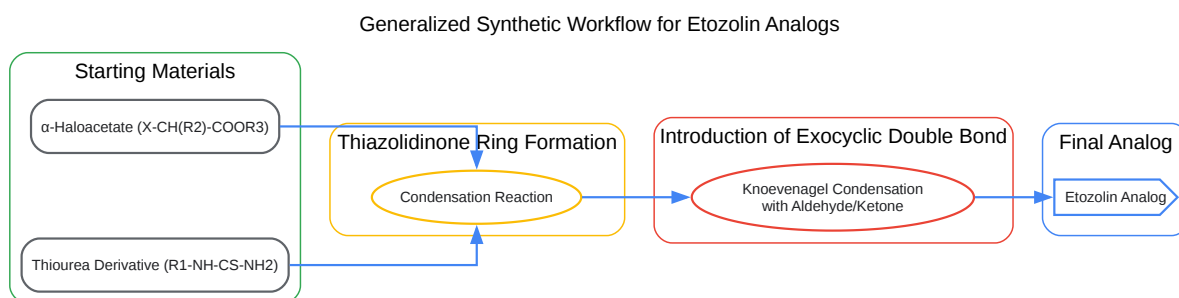 Generalized Synthetic Workflow for Etozolin Analogs
Starting Materials
α-Haloacetate (X-CH(R2)-COOR3)
Thiourea Derivative (R1-NH-CS-NH2)
Thiazolidinone Ring Formation
Condensation Reaction
Introduction of Exocyclic Double Bond
Knoevenagel Condensation
with Aldehyde/Ketone
Final Analog
Etozolin Analog